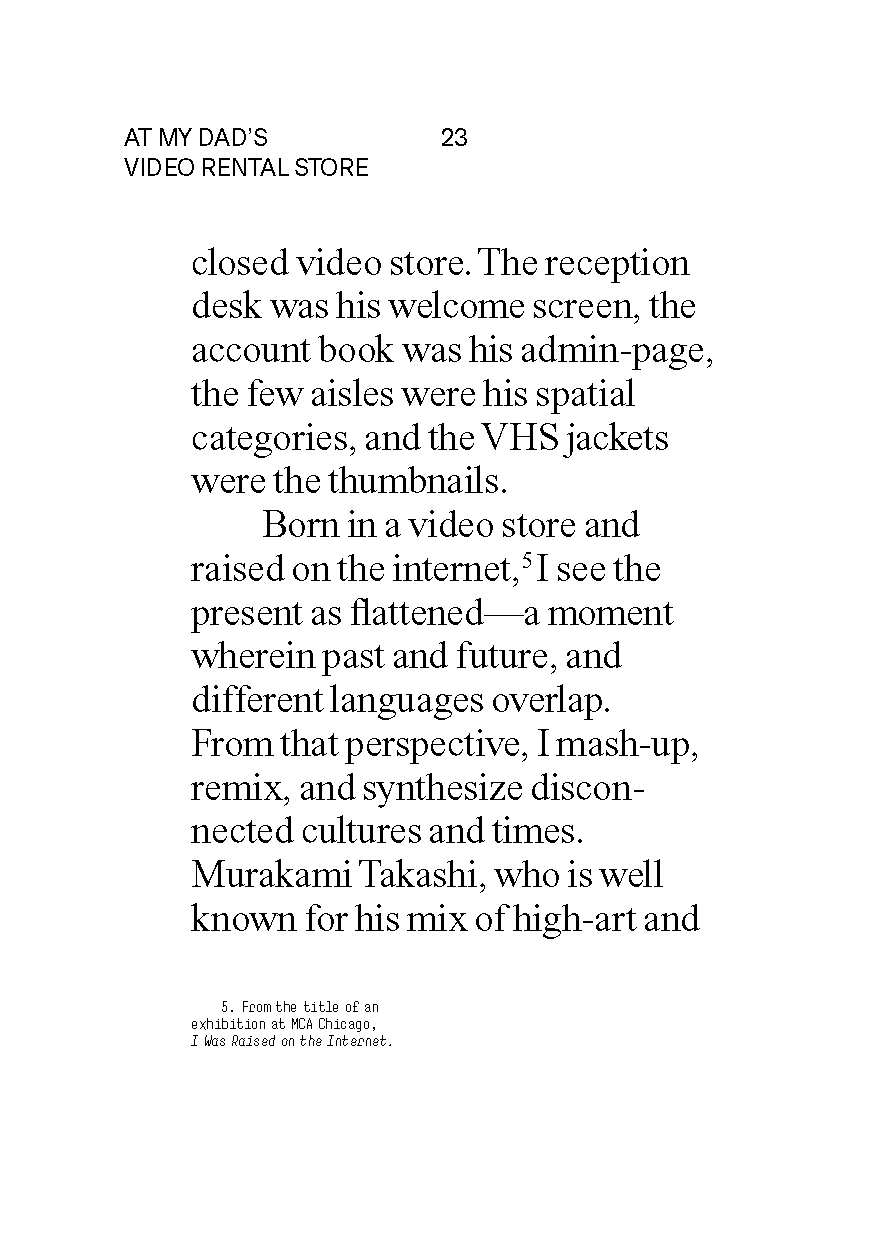 AT MY DAD’S
VIDEO RENTAL STORE
23
closed video store. The reception
desk was his welcome screen, the
account book was his admin-page,
the few aisles were his spatial
categories, and the VHS jackets
were the thumbnails.
Born in a video store and
raised on the internet,⁵ I see the
present as flattened—a moment
wherein past and future, and
different languages overlap.
From that perspective, I mash-up,
remix, and synthesize discon-
nected cultures and times.
Murakami Takashi, who is well
known for his mix of high-art and
5. From the title of an
exhibition at MCA Chicago,
I Was Raised on the Internet.